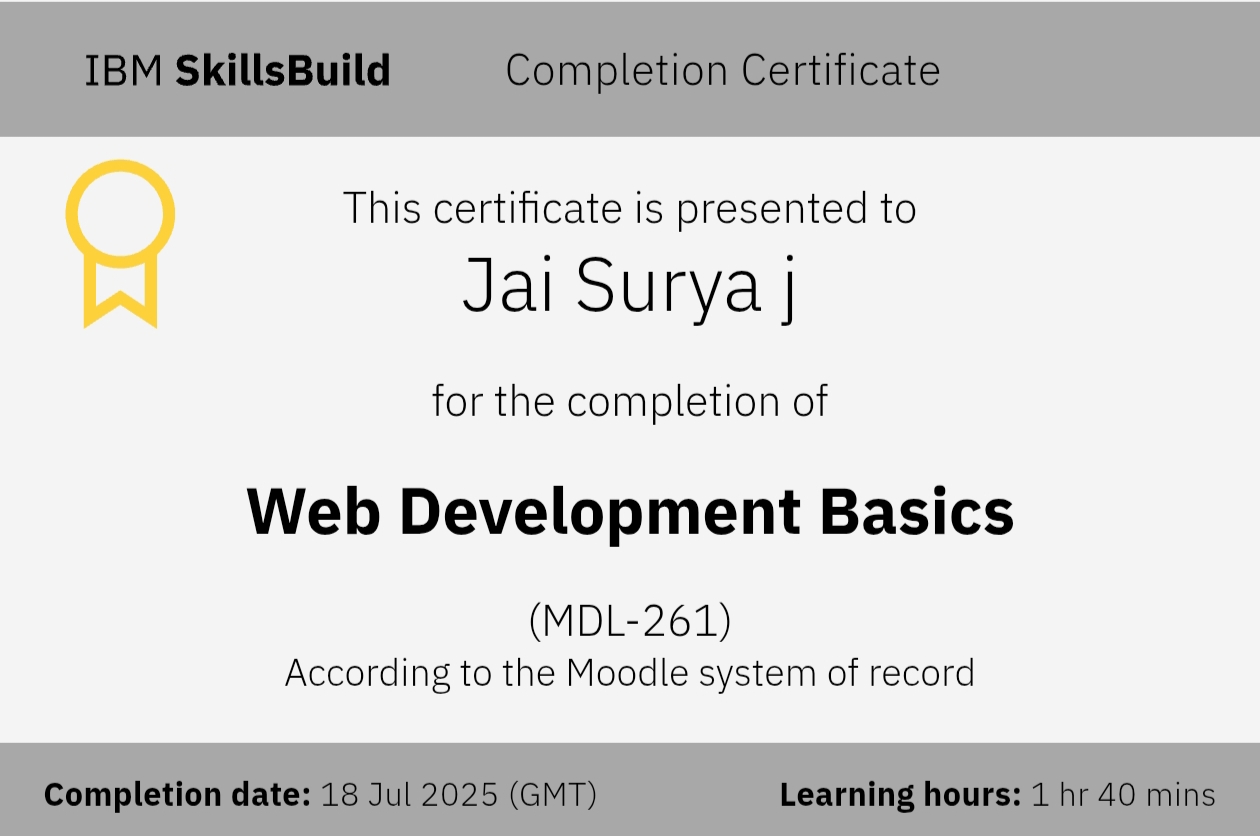 IBM SkillsBuild Completion Certificate
This certificate is presented to
Jai Surya j
for the completion of
Web Development Basics
(MDL-261)
According to the Moodle system of record
Completion date: 18 Jul 2025 (GMT) Learning hours: 1 hr 40 mins